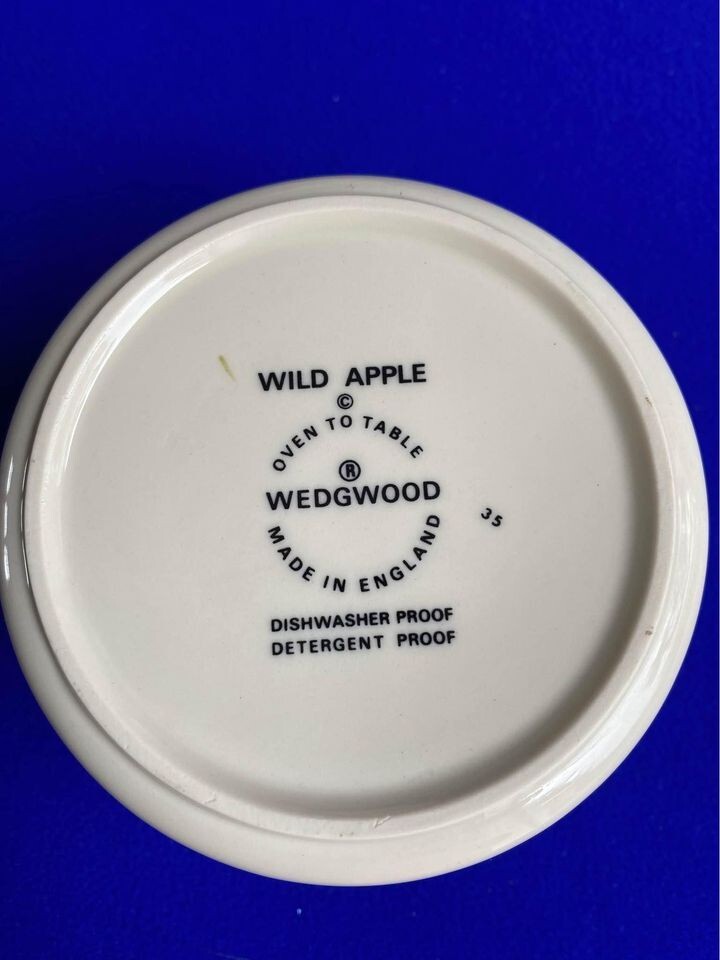 WILD APPLE
©
OVEN TO TABLE
®
WEDGWOOD
35
MADE IN ENGLAND
DISHWASHER PROOF
DETERGENT PROOF